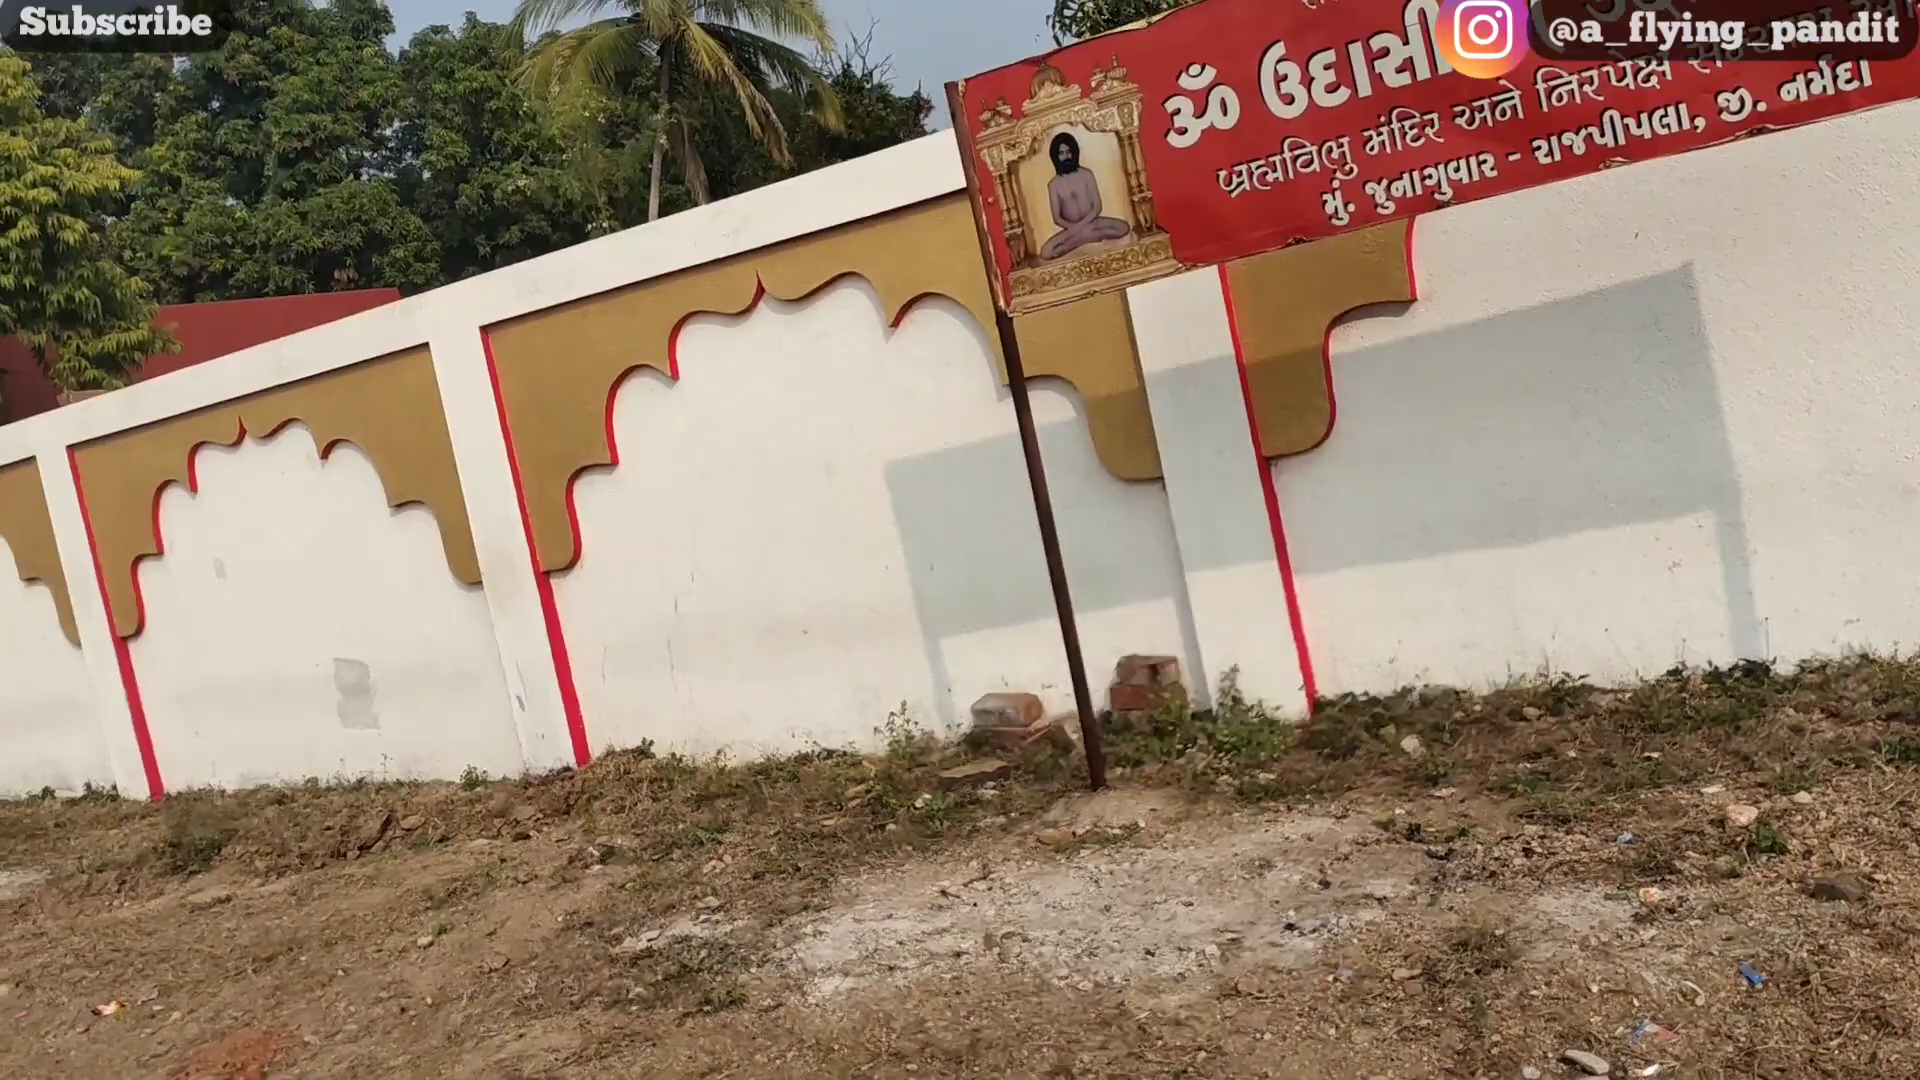 Subscribe
@a_flying_pandit
ૐ ઉદાસી
બ્રહ્મવિભુ મંદિર અને નિરપેક્ષ
મું. જુનાગુવાર - રાજપીપલા, જી. નર્મદા